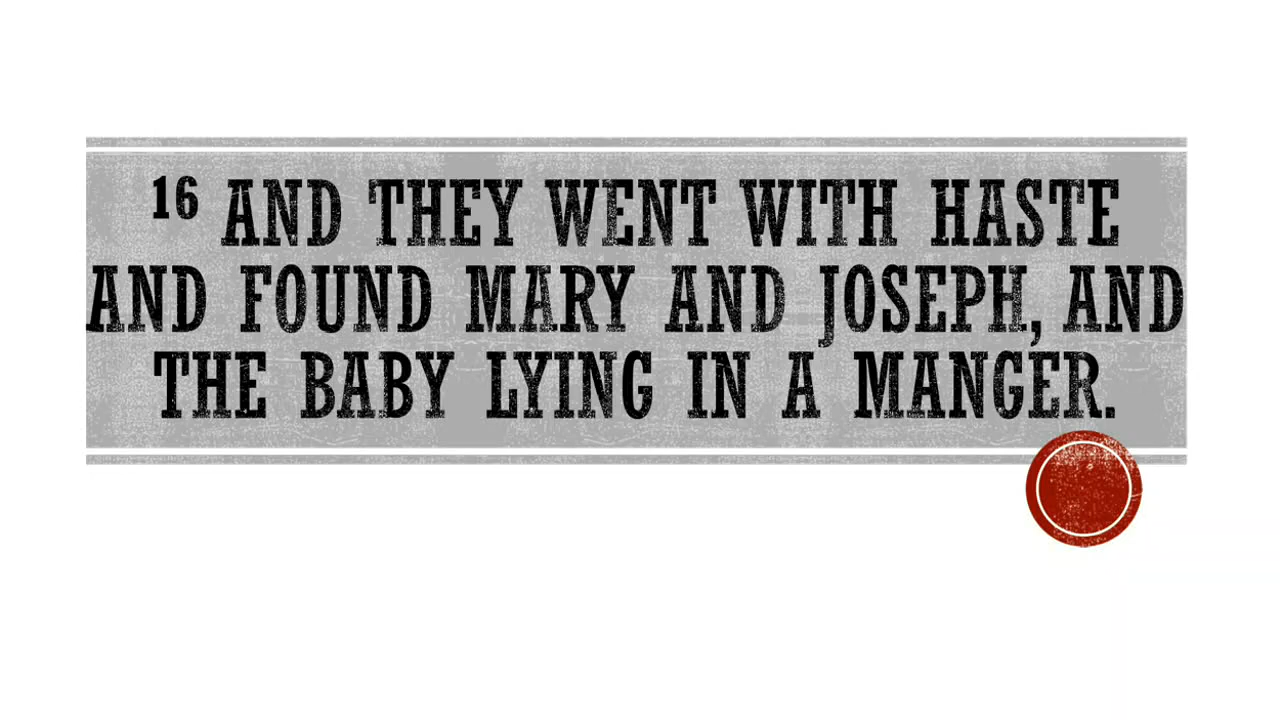 16 AND THEY WENT WITH HASTE
AND FOUND MARY AND JOSEPH, AND
THE BABY LYING IN A MANGER.